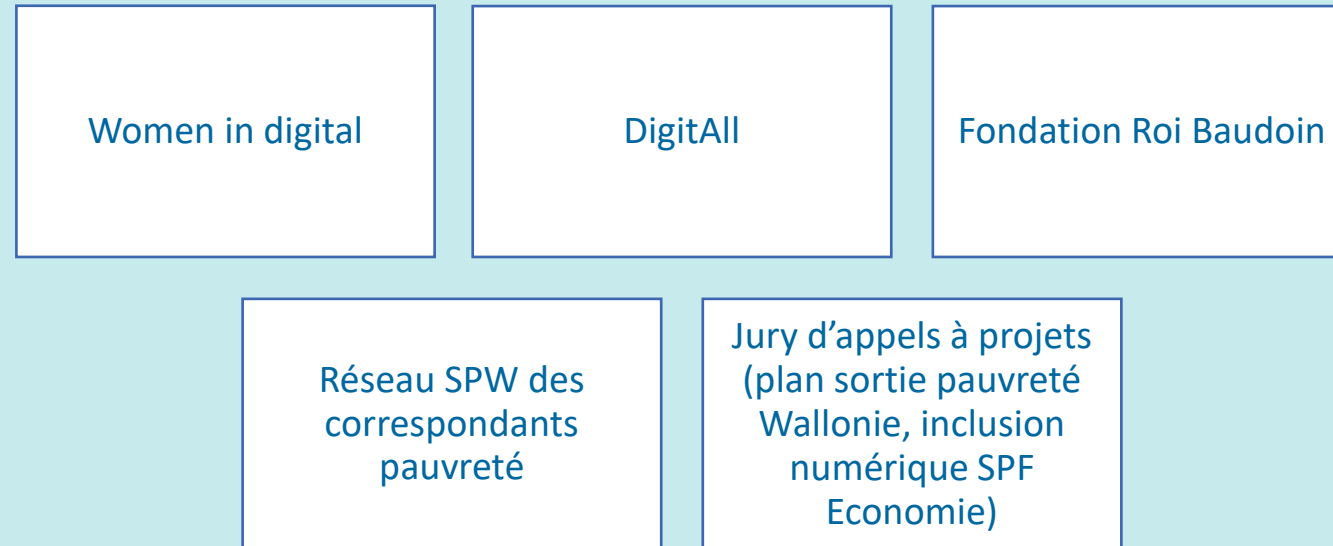 Women in digital
DigitAll
Fondation Roi Baudoin
Réseau SPW des
correspondants
pauvreté
Jury d’appels à projets
(plan sortie pauvreté
Wallonie, inclusion
numérique SPF
Economie)